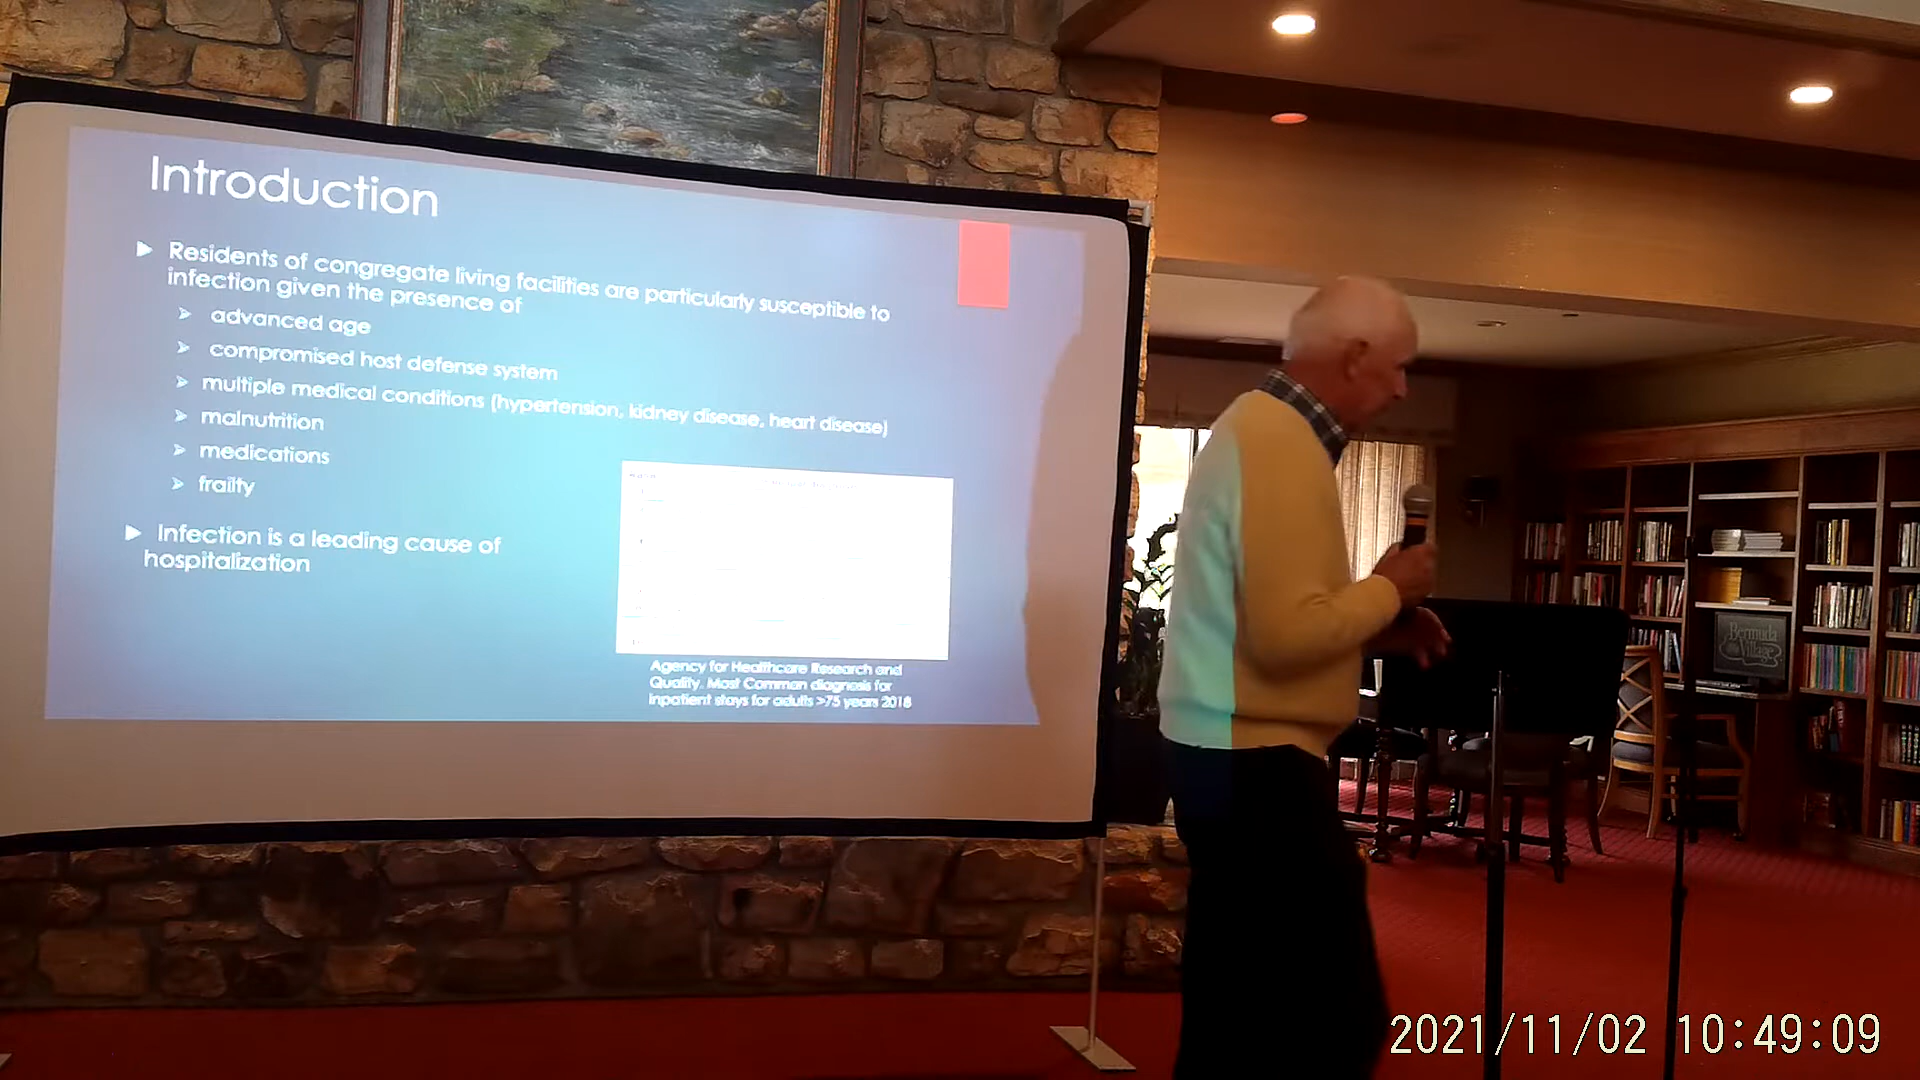 Introduction
Residents of congregate living facilities are particularly susceptible to
infection given the presence of
advanced age
compromised host defense system
multiple medical conditions (hypertension, kidney disease, heart disease)
malnutrition
medications
frailty
Infection is a leading cause of
hospitalization
Agency for Healthcare Research and
Quality. Most Common diagnosis for
inpatient stays for adults >75 years 2018
Bermuda
Village
2021/11/02 10:49:09